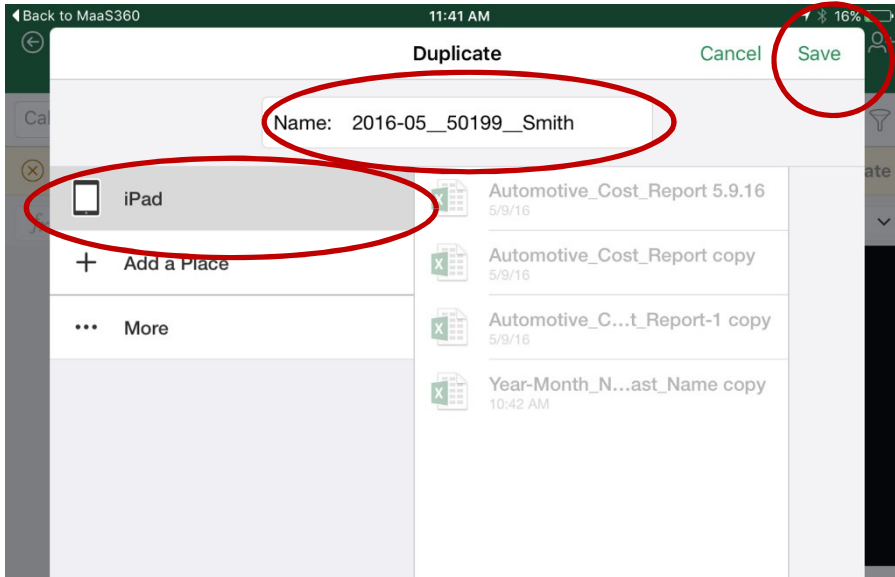 Back to MaaS360 11:41 AM 16%
Duplicate Cancel Save
Cal
Name: 2016-05__50199__Smith
ate
iPad
Add a Place
More
Automotive_Cost_Report 5.9.16
5/9/16
Automotive_Cost_Report copy
5/9/16
Automotive_C...t_Report-1 copy
5/9/16
Year-Month_N...ast_Name copy
10:42 AM